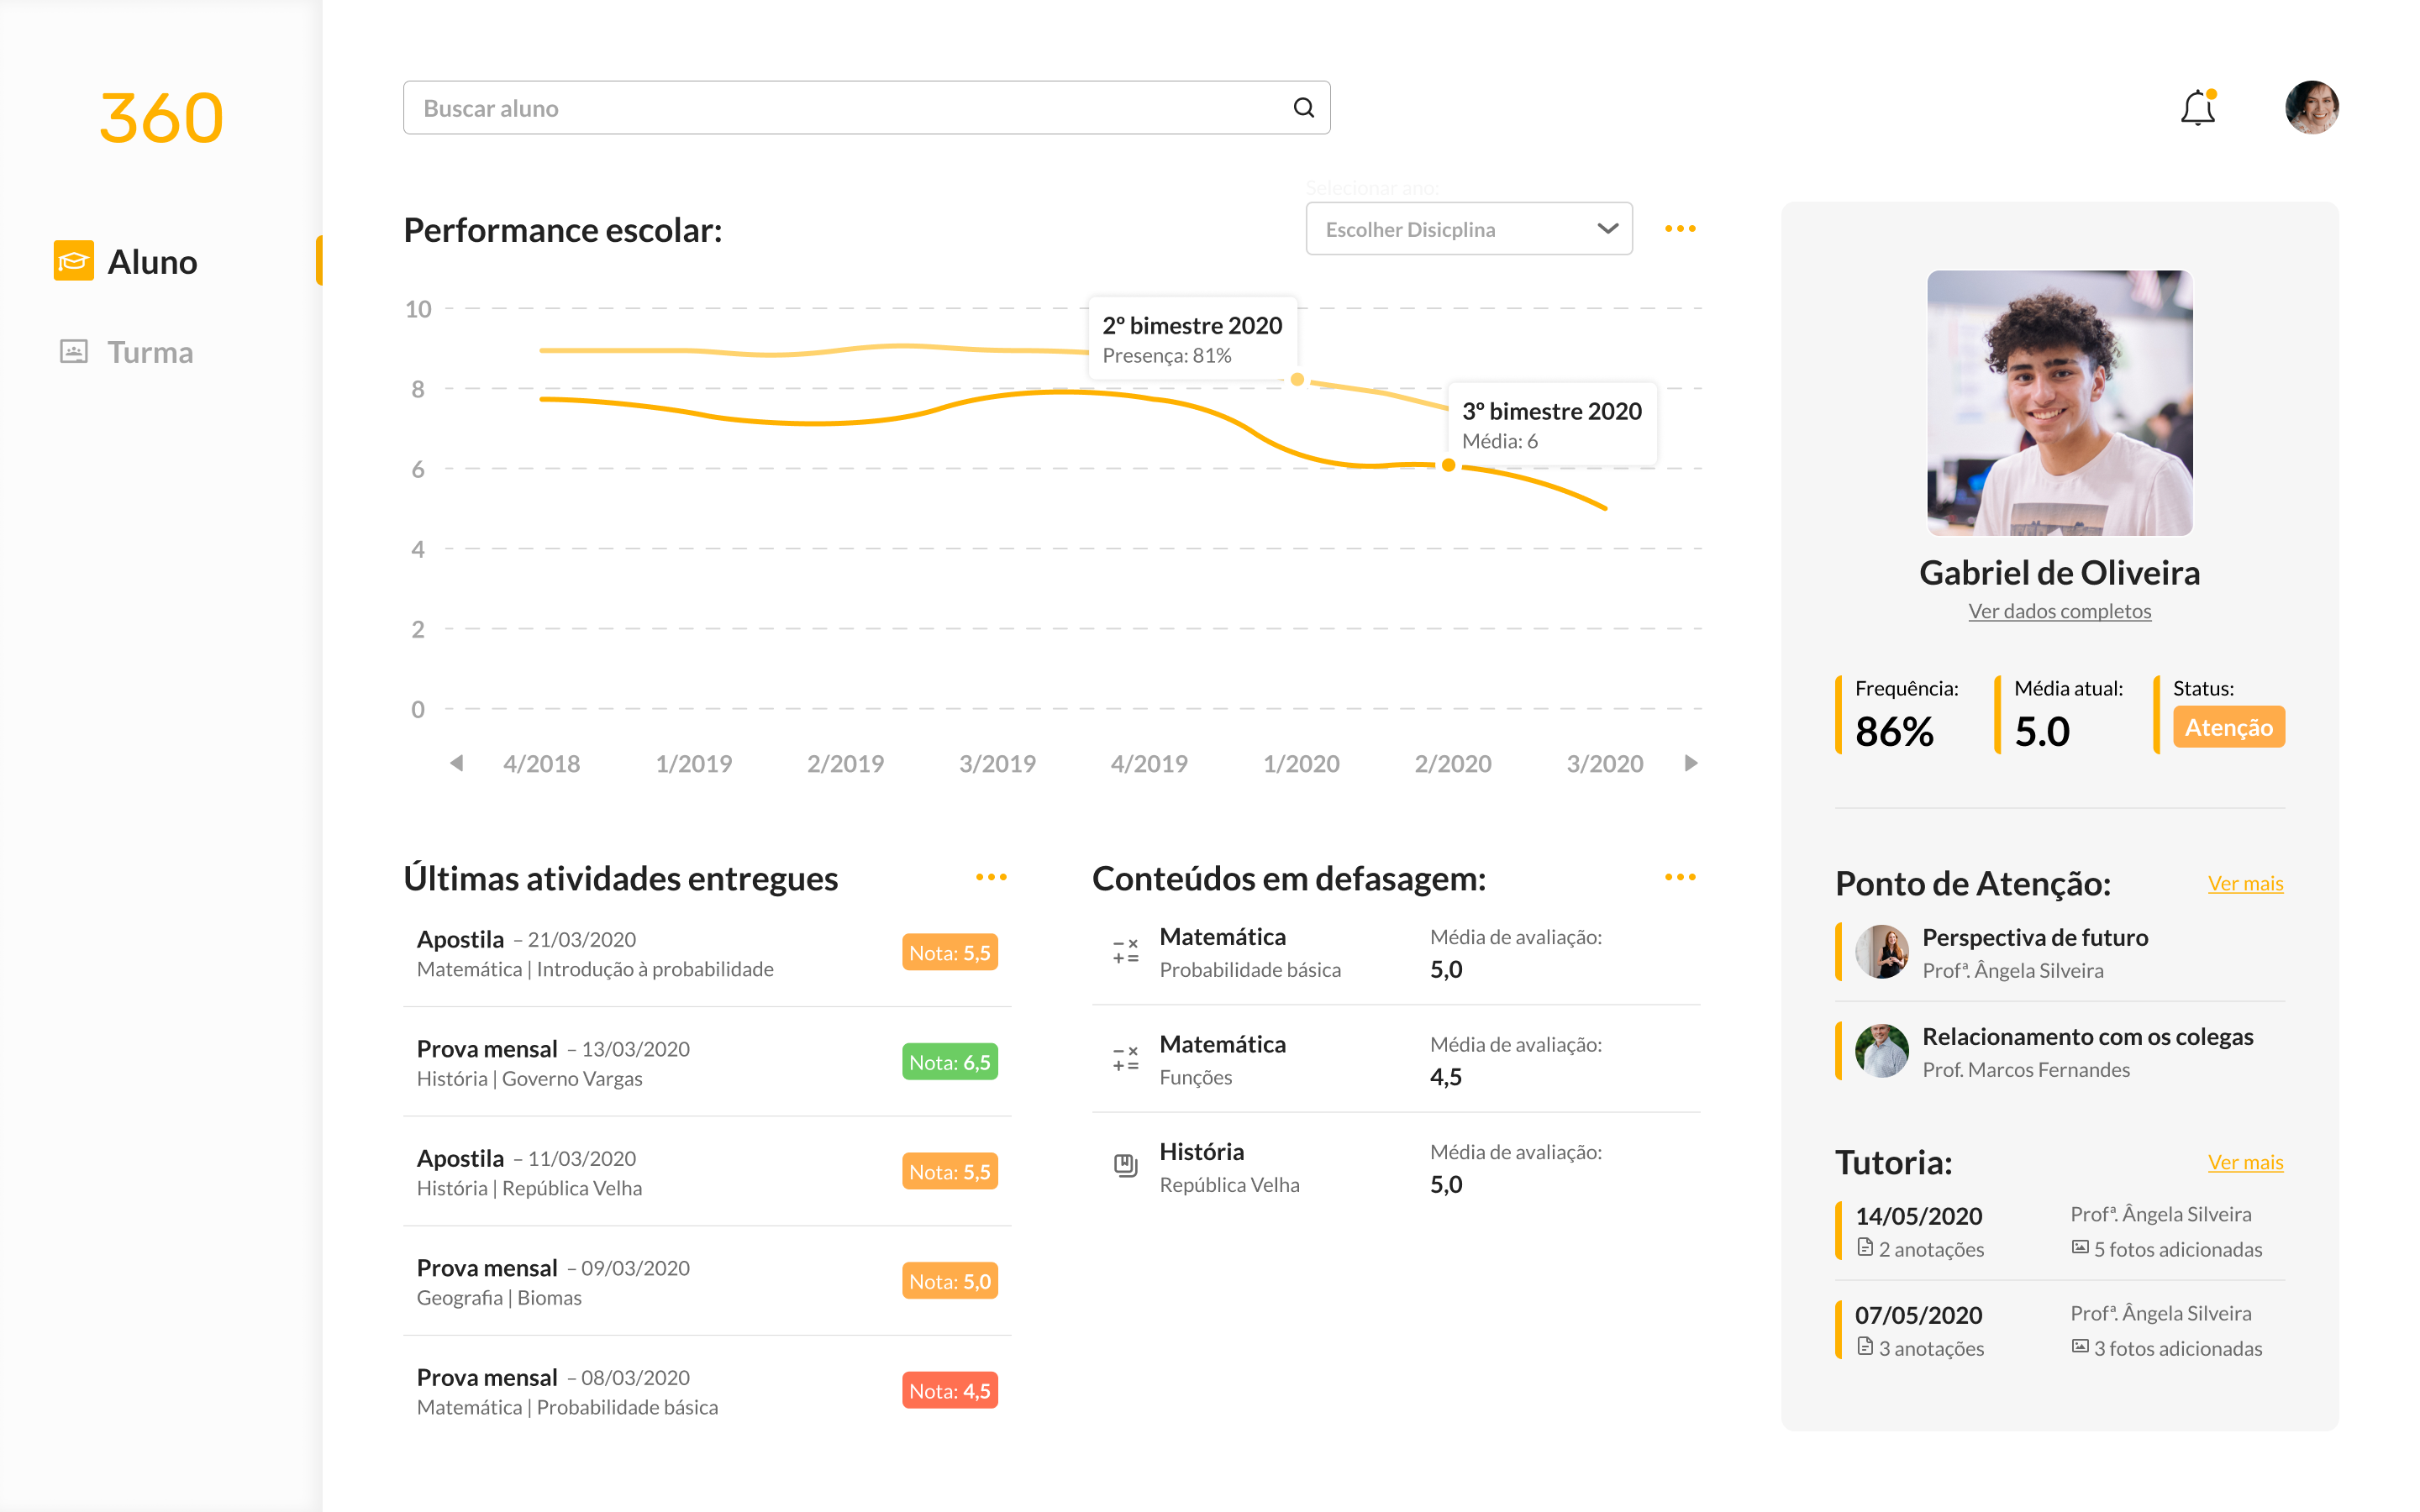 360
Aluno
Turma
Buscar aluno
Selecionar ano:
Performance escolar:
Escolher Disicplina
10
8
6
4
2
0
2º bimestre 2020
Presença: 81%
3º bimestre 2020
Média: 6
4/2018 1/2019 2/2019 3/2019 4/2019 1/2020 2/2020 3/2020
Últimas atividades entregues
Apostila – 21/03/2020
Matemática | Introdução à probabilidade
Nota: 5,5
Prova mensal – 13/03/2020
História | Governo Vargas
Nota: 6,5
Apostila – 11/03/2020
História | República Velha
Nota: 5,5
Prova mensal – 09/03/2020
Geografia | Biomas
Nota: 5,0
Prova mensal – 08/03/2020
Matemática | Probabilidade básica
Nota: 4,5
Conteúdos em defasagem:
Matemática
Probabilidade básica
Média de avaliação:
5,0
Matemática
Funções
Média de avaliação:
4,5
História
República Velha
Média de avaliação:
5,0
Gabriel de Oliveira
Ver dados completos
Frequência:
86%
Média atual:
5.0
Status:
Atenção
Ponto de Atenção:
Ver mais
Perspectiva de futuro
Profª. Ângela Silveira
Relacionamento com os colegas
Prof. Marcos Fernandes
Tutoria:
Ver mais
14/05/2020
2 anotações
Profª. Ângela Silveira
5 fotos adicionadas
07/05/2020
3 anotações
Profª. Ângela Silveira
3 fotos adicionadas